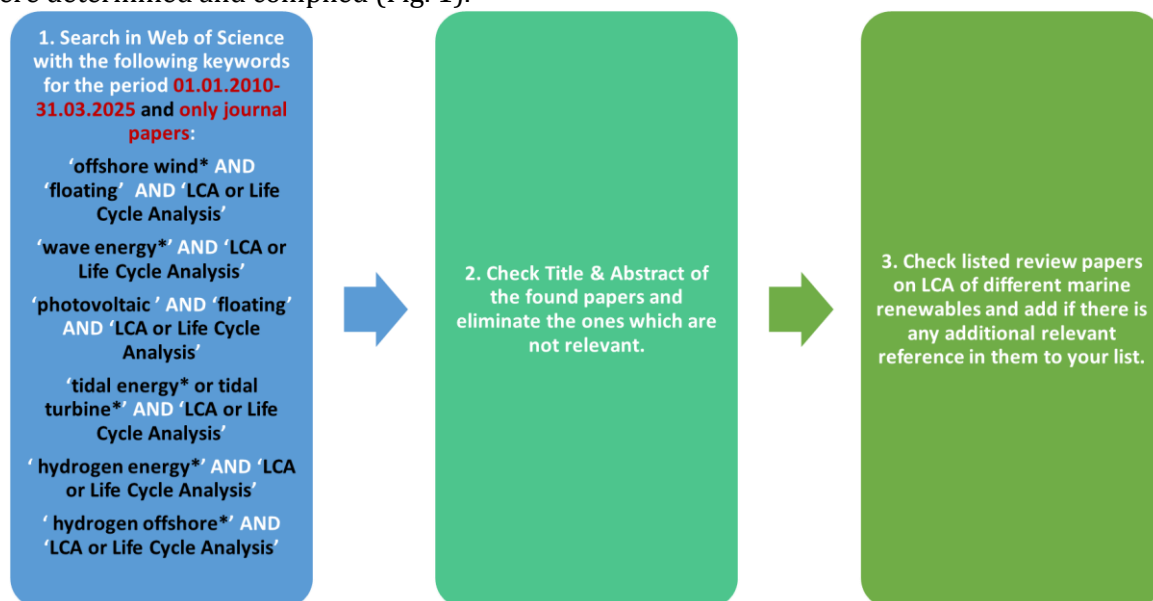 ere determined and compiled (Fig. 1).
1. Search in Web of Science
with the following keywords
for the period 01.01.2010-
31.03.2025 and only journal
papers:
‘offshore wind* AND
‘floating’ AND ‘LCA or Life
Cycle Analysis’
‘wave energy*’ AND ‘LCA or
Life Cycle Analysis’
‘photovoltaic ’ AND ‘floating’
AND ‘LCA or Life Cycle
Analysis’
‘tidal energy* or tidal
turbine*’ AND ‘LCA or Life
Cycle Analysis’
‘ hydrogen energy*’ AND ‘LCA
or Life Cycle Analysis’
‘ hydrogen offshore*’ AND
‘LCA or Life Cycle Analysis’
2. Check Title & Abstract of
the found papers and
eliminate the ones which are
not relevant.
3. Check listed review papers
on LCA of different marine
renewables and add if there is
any additional relevant
reference in them to your list.